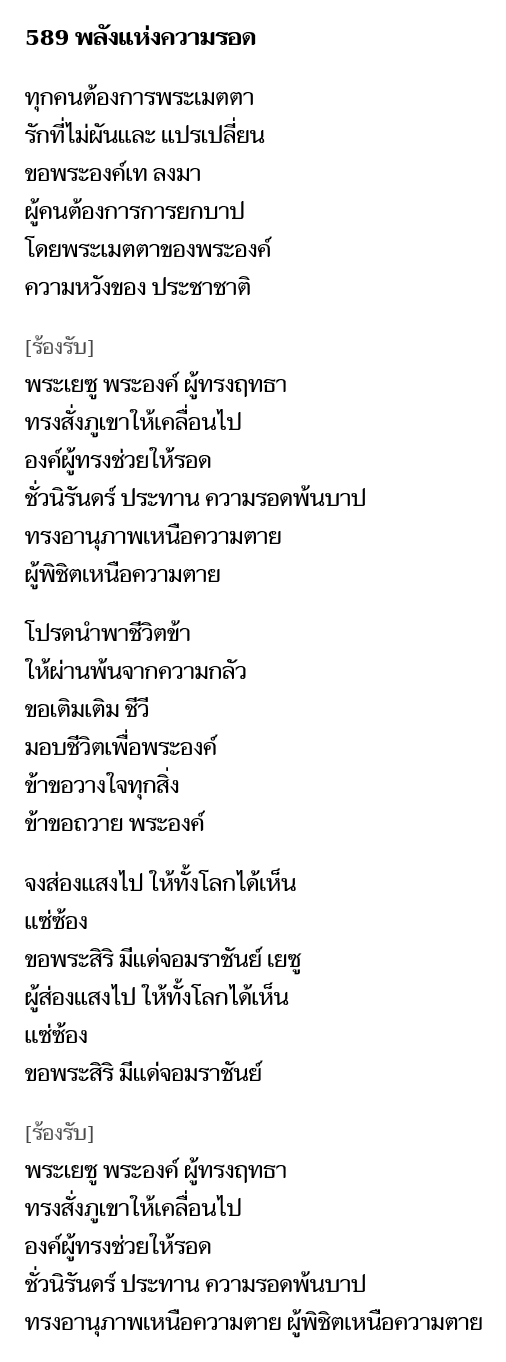 589 พลังแห่งความรอด
ทุกคนต้องการพระเมตตา
รักที่ไม่ผันและ แปรเปลี่ยน
ขอพระองค์เท ลงมา
ผู้คนต้องการการยกบาป
โดยพระเมตตาของพระองค์
ความหวังของ ประชาชาติ
[ร้องรับ]
พระเยซู พระองค์ ผู้ทรงฤทธา
ทรงสั่งภูเขาให้เคลื่อนไป
องค์ผู้ทรงช่วยให้รอด
ชั่วนิรันดร์ ประทาน ความรอดพ้นบาป
ทรงอานุภาพเหนือความตาย
ผู้พิชิตเหนือความตาย
โปรดนำพาชีวิตข้า
ให้ผ่านพ้นจากความกลัว
ขอเติมเติม ชีวี
มอบชีวิตเพื่อพระองค์
ข้าขอวางใจทุกสิ่ง
ข้าขอถวาย พระองค์
จงส่องแสงไป ให้ทั้งโลกได้เห็น
แซ่ซ้อง
ขอพระสิริ มีแด่จอมราชันย์ เยซู
ผู้ส่องแสงไป ให้ทั้งโลกได้เห็น
แซ่ซ้อง
ขอพระสิริ มีแด่จอมราชันย์
[ร้องรับ]
พระเยซู พระองค์ ผู้ทรงฤทธา
ทรงสั่งภูเขาให้เคลื่อนไป
องค์ผู้ทรงช่วยให้รอด
ชั่วนิรันดร์ ประทาน ความรอดพ้นบาป
ทรงอานุภาพเหนือความตาย ผู้พิชิตเหนือความตาย